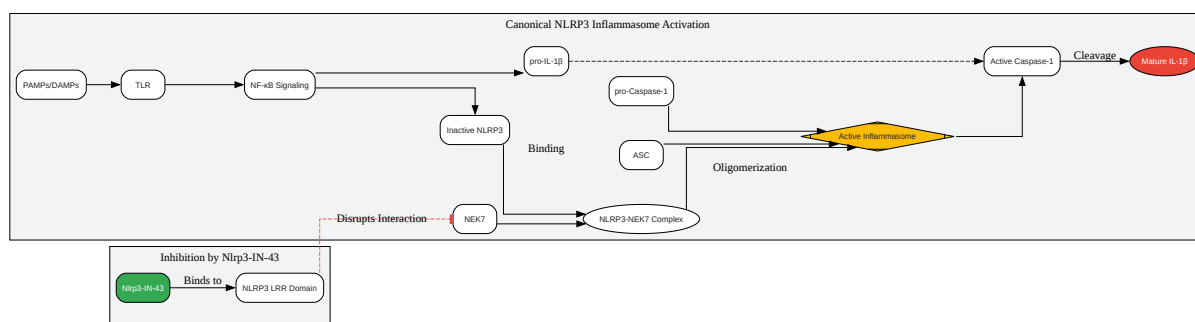 Canonical NLRP3 Inflammasome Activation
PAMPs/DAMPs
TLR
NF-κB Signaling
pro-IL-1β
Active Caspase-1
Cleavage
Mature IL-1β
pro-Caspase-1
Inactive NLRP3
Binding
ASC
Active Inflammasome
Oligomerization
Disrupts Interaction
NEK7
NLRP3-NEK7 Complex
Inhibition by Nlrp3-IN-43
Nlrp3-IN-43
Binds to
NLRP3 LRR Domain